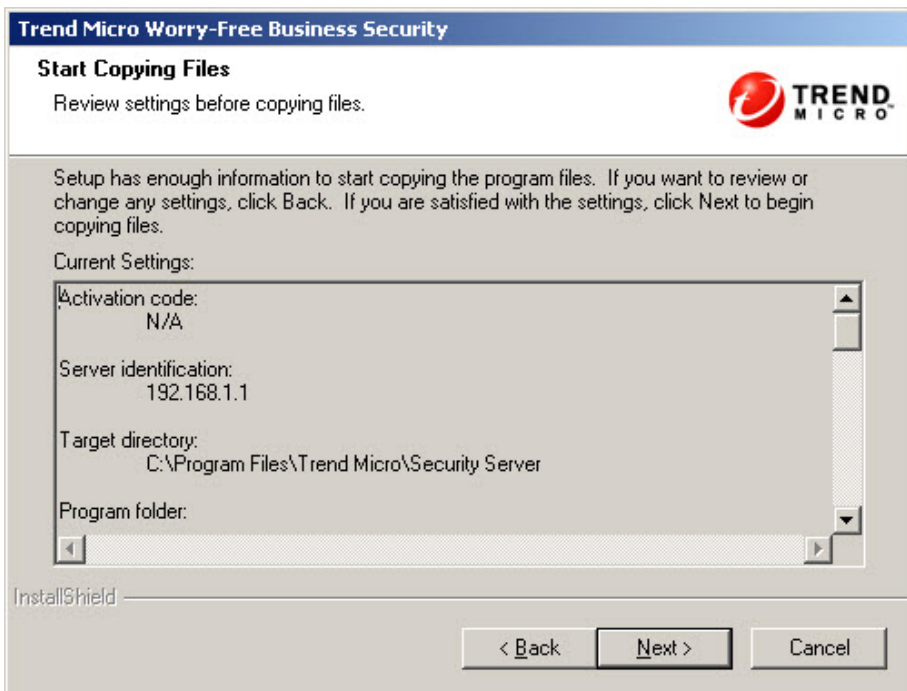 Trend Micro Worry-Free Business Security
Start Copying Files
Review settings before copying files.
TREND
MICRO
Setup has enough information to start copying the program files. If you want to review or
change any settings, click Back. If you are satisfied with the settings, click Next to begin
copying files.
Current Settings:
Activation code:
N/A
Server identification:
192.168.1.1
Target directory:
C:\Program Files\Trend Micro\Security Server
Program folder:
InstallShield
< Back
Next >
Cancel